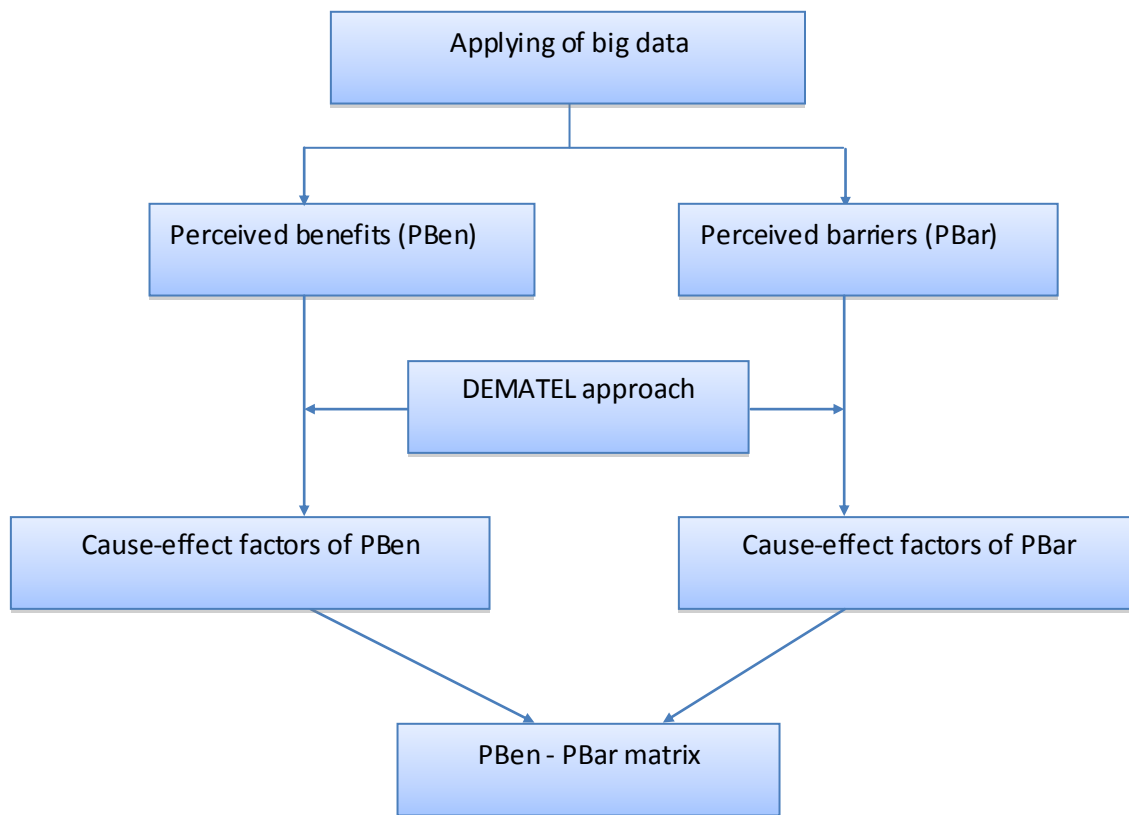 Applying of big data
Perceived benefits (PBen)
Perceived barriers (PBar)
DEMATEL approach
Cause-effect factors of PBen
Cause-effect factors of PBar
PBen - PBar matrix